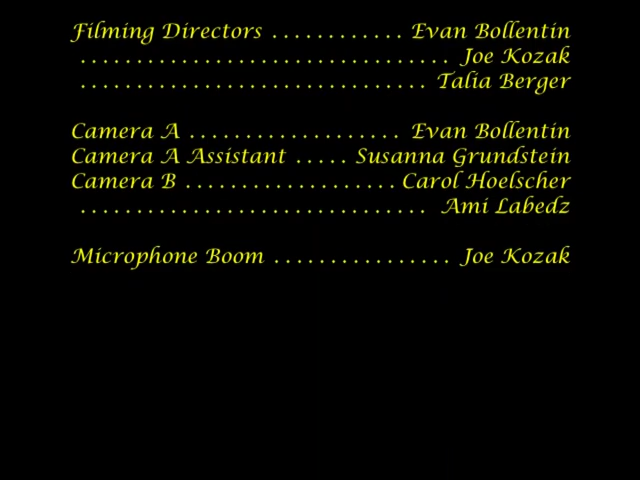 Filming Directors . . . . . . . . . . . . Evan Bollentin
. . . . . . . . . . . . . . . . . . . . . . . . . . . . . . . . . Joe Kozak
. . . . . . . . . . . . . . . . . . . . . . . . . . . . . . . Talia Berger
Camera A . . . . . . . . . . . . . . . . . . . Evan Bollentin
Camera A Assistant . . . . . Susanna Grundstein
Camera B . . . . . . . . . . . . . . . . . . . Carol Hoelscher
. . . . . . . . . . . . . . . . . . . . . . . . . . . . . . . Ami Labedz
Microphone Boom . . . . . . . . . . . . . . . . Joe Kozak